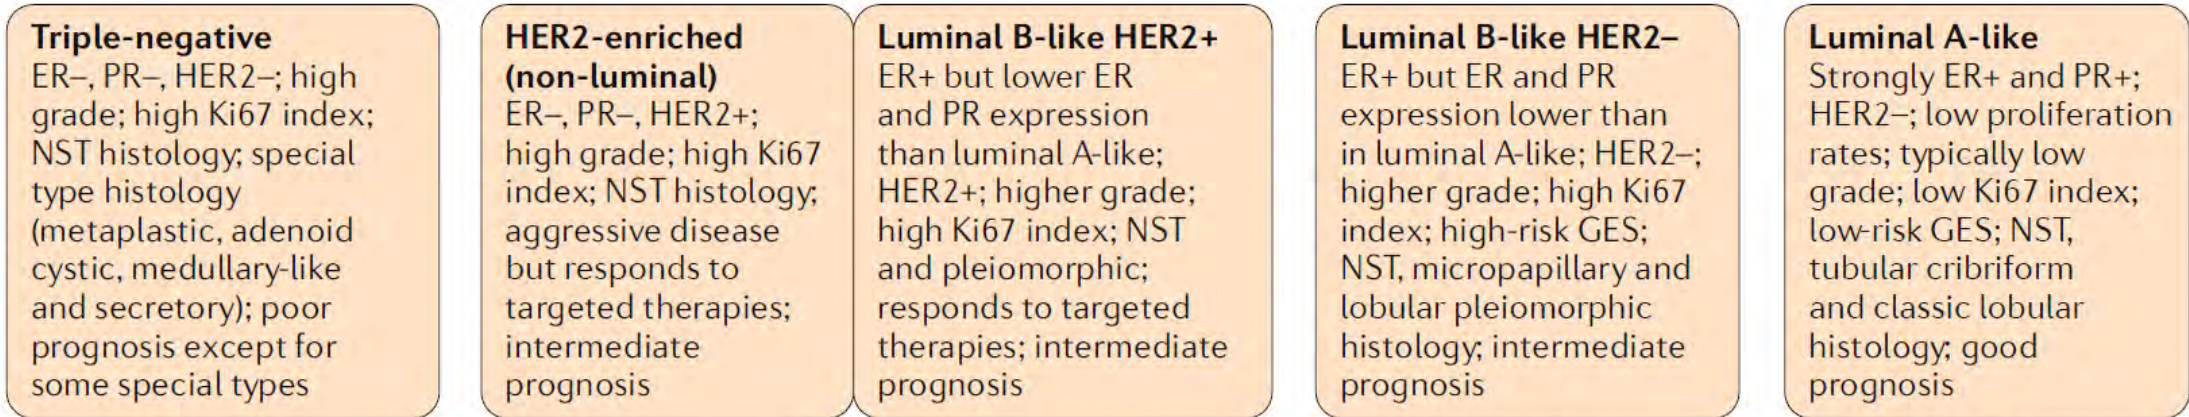 Triple-negative
ER–, PR–, HER2–; high
grade; high Ki67 index;
NST histology; special
type histology
(metaplastic, adenoid
cystic, medullary-like
and secretory); poor
prognosis except for
some special types
HER2-enriched
(non-luminal)
ER–, PR–, HER2+;
high grade; high Ki67
index; NST histology;
aggressive disease
but responds to
targeted therapies;
intermediate
prognosis
Luminal B-like HER2+
ER+ but lower ER
and PR expression
than luminal A-like;
HER2+; higher grade;
high Ki67 index; NST
and pleiomorphic;
responds to targeted
therapies; intermediate
prognosis
Luminal B-like HER2–
ER+ but ER and PR
expression lower than
in luminal A-like; HER2–;
higher grade; high Ki67
index; high-risk GES;
NST, micropapillary and
lobular pleiomorphic
histology; intermediate
prognosis
Luminal A-like
Strongly ER+ and PR+;
HER2–; low proliferation
rates; typically low
grade; low Ki67 index;
low-risk GES; NST,
tubular cribriform
and classic lobular
histology; good
prognosis